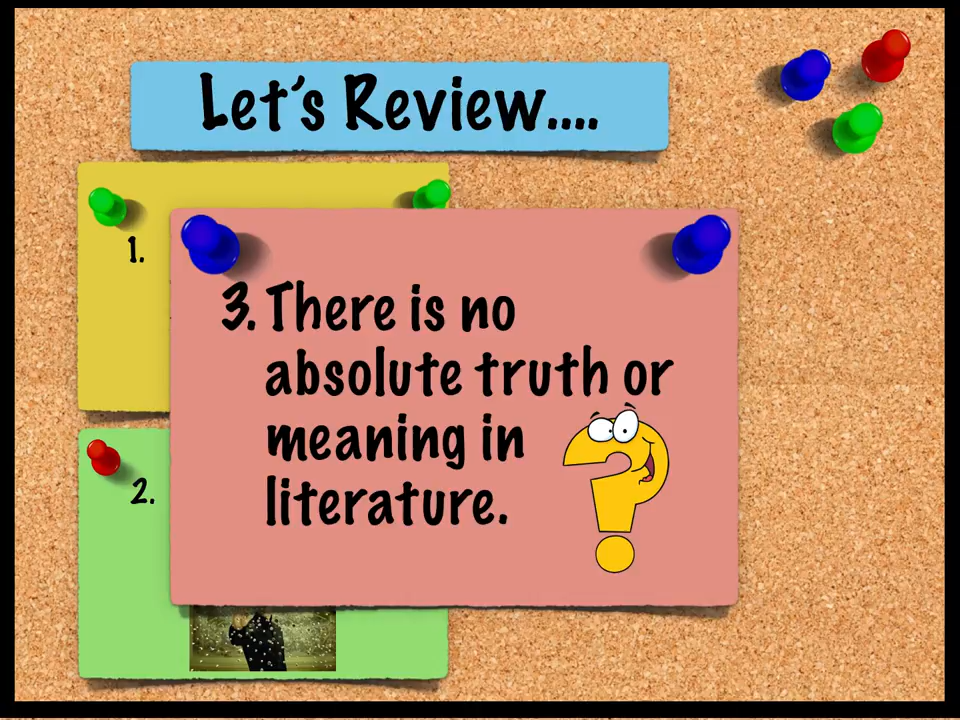 Let's Review....
1.
3. There is no
absolute truth or
meaning in
literature.
2.